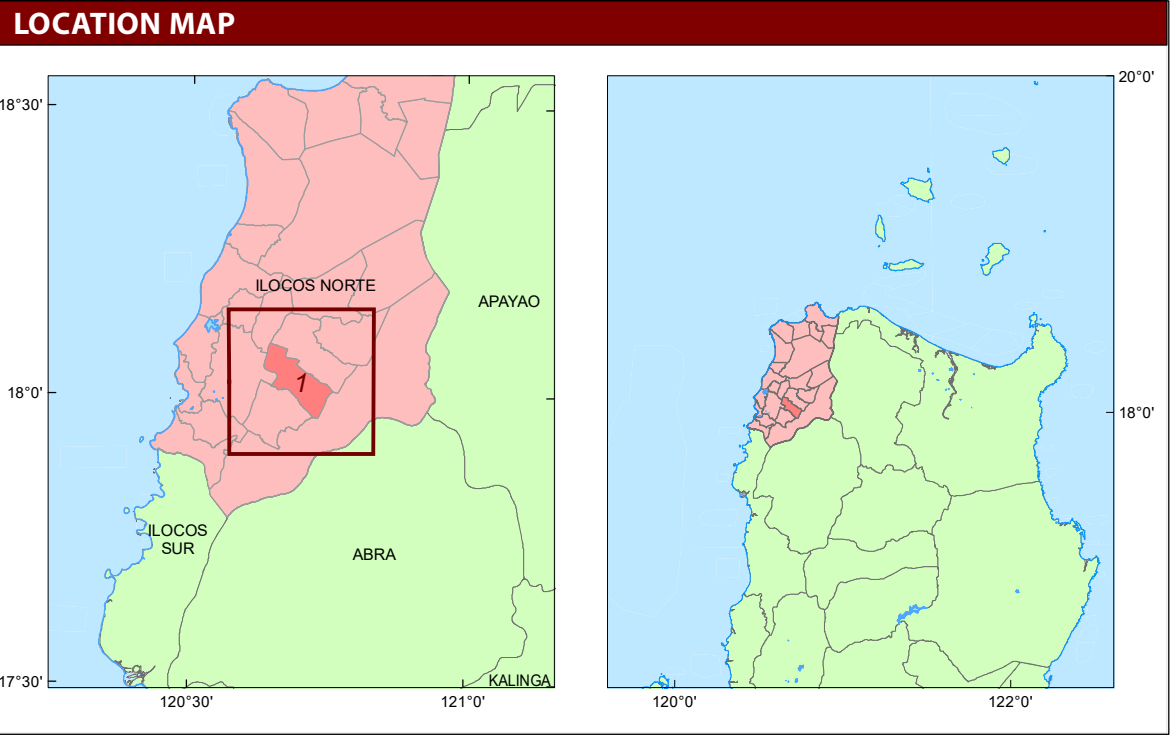 LOCATION MAP
18°30'
ILOCOS NORTE
APAYAO
1
18°0'
ILOCOS
SUR
ABRA
17°30'
KALINGA
120°30'
121°0'
20°0'
18°0'
120°0'
122°0'